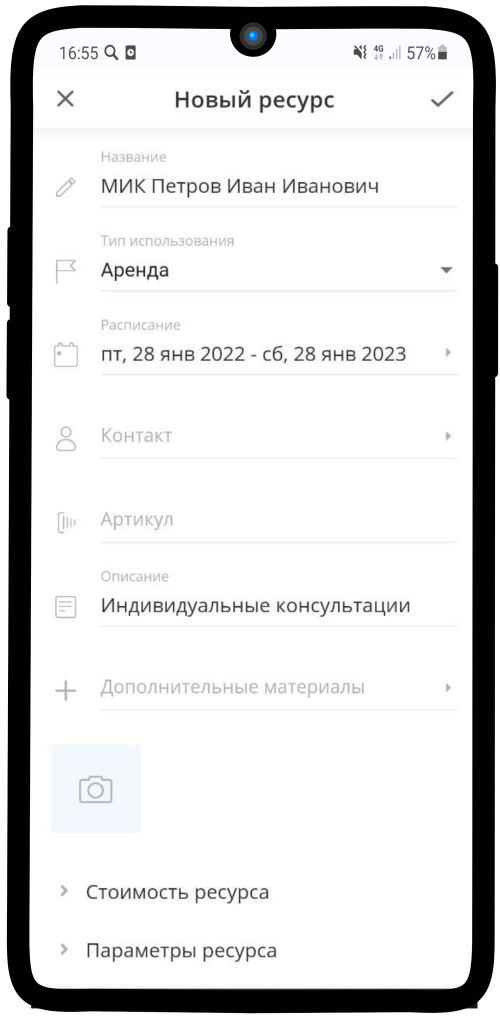 16:55
4G 57%
Новый ресурс
Название
МИК Петров Иван Иванович
Тип использования
Аренда
Расписание
пт, 28 янв 2022 - сб, 28 янв 2023
Контакт
Артикул
Описание
Индивидуальные консультации
Дополнительные материалы
Стоимость ресурса
Параметры ресурса